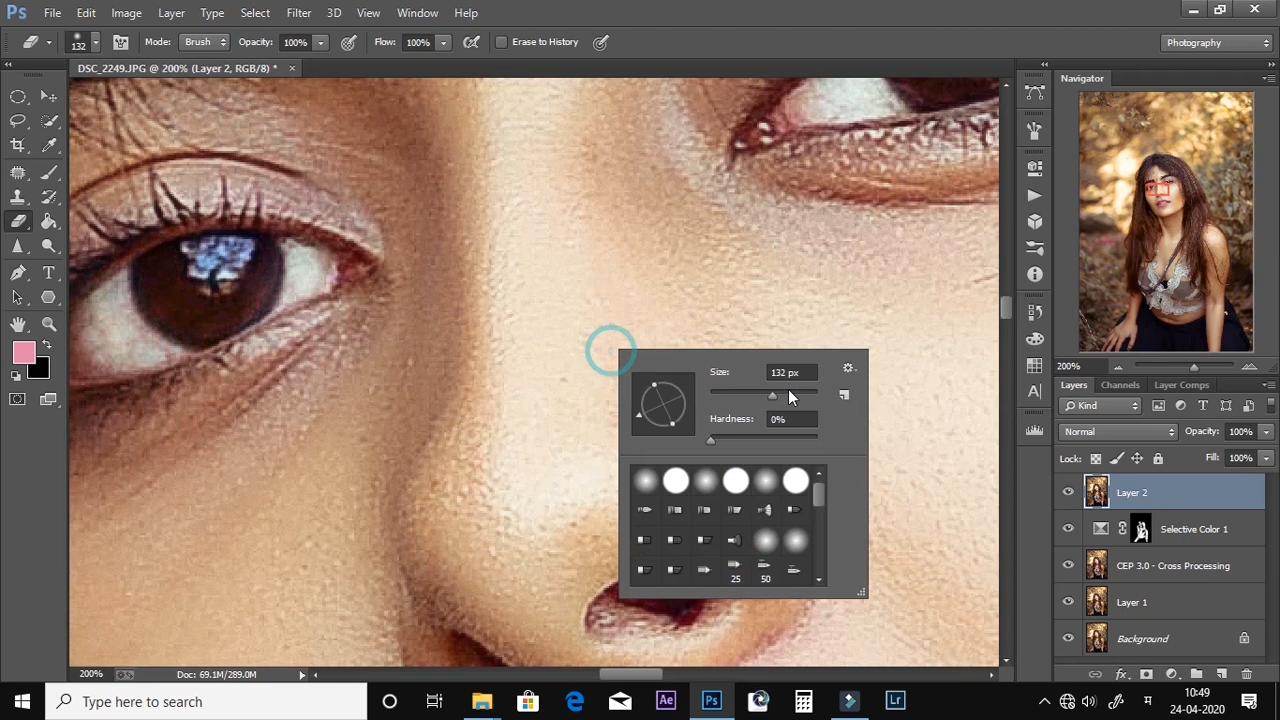 Ps File Edit Image Layer Type Select Filter 3D View Window Help
132 Mode: Brush Opacity: 100% Flow: 100% Erase to History Photography
DSC_2249.JPG @ 200% (Layer 2, RGB/8) *
Navigator
200%
Layers Channels Layer Comps
Kind
Normal Opacity: 100%
Lock: Fill: 100%
Layer 2
Selective Color 1
CEP 3.0 - Cross Processing
Layer 1
Background
Size: 132 px
Hardness: 0%
25 50
200% Doc: 69.1M/289.0M
Type here to search
Ae Ps Lr
24-04-2020